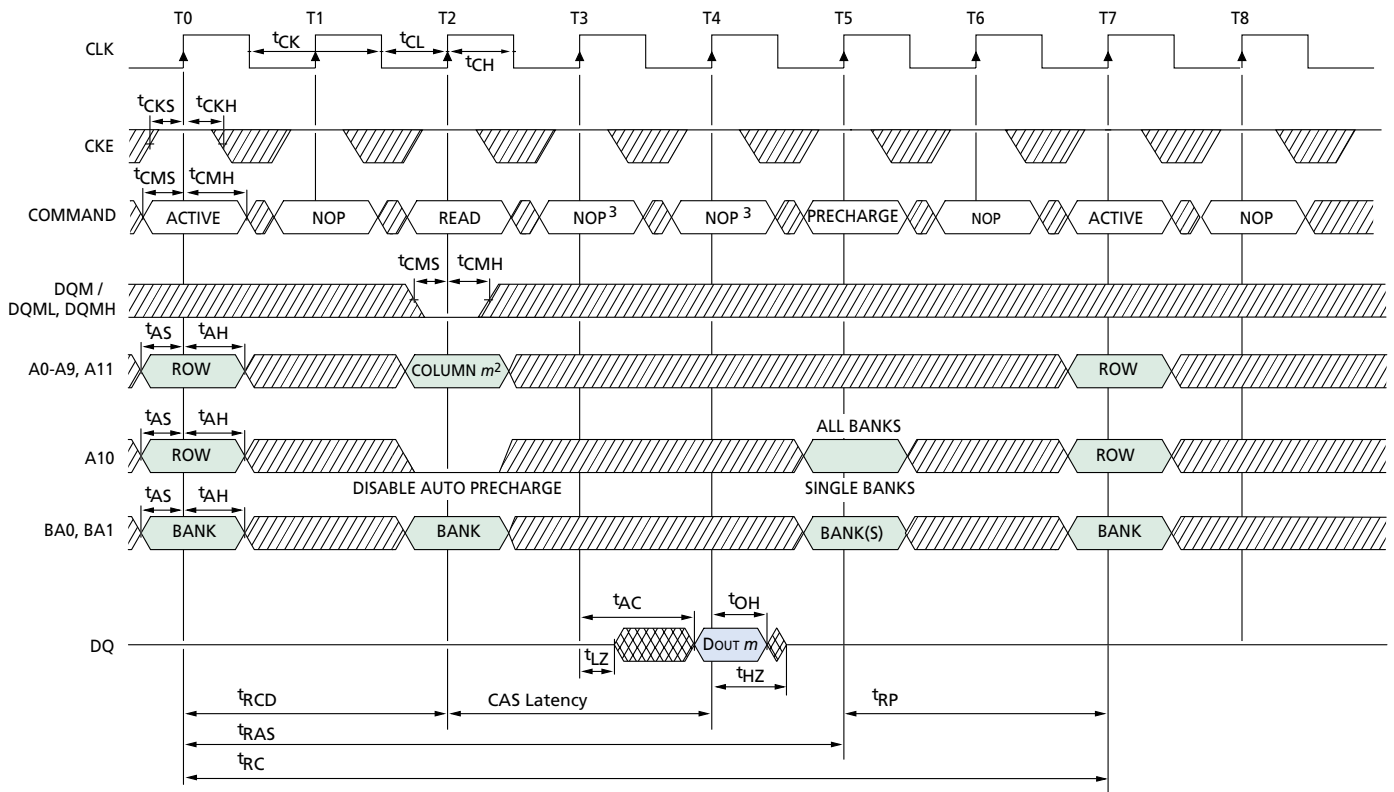 T0 T1 T2 T3 T4 T5 T6 T7 T8
CLK tCK tCL tCH
tCKS tCKH
CKE
tCMS tCMH
COMMAND ACTIVE NOP READ NOP3 NOP3 PRECHARGE NOP ACTIVE NOP
tCMS tCMH
DQM /
DQML, DQMH
tAS tAH
A0-A9, A11 ROW COLUMN m2 ROW
tAS tAH ALL BANKS
A10 ROW ROW
DISABLE AUTO PRECHARGE SINGLE BANKS
tAS tAH
BA0, BA1 BANK BANK BANK(S) BANK
tAC tOH
DQ DOUT m
tLZ tHZ
tRCD CAS Latency tRP
tRAS
tRC